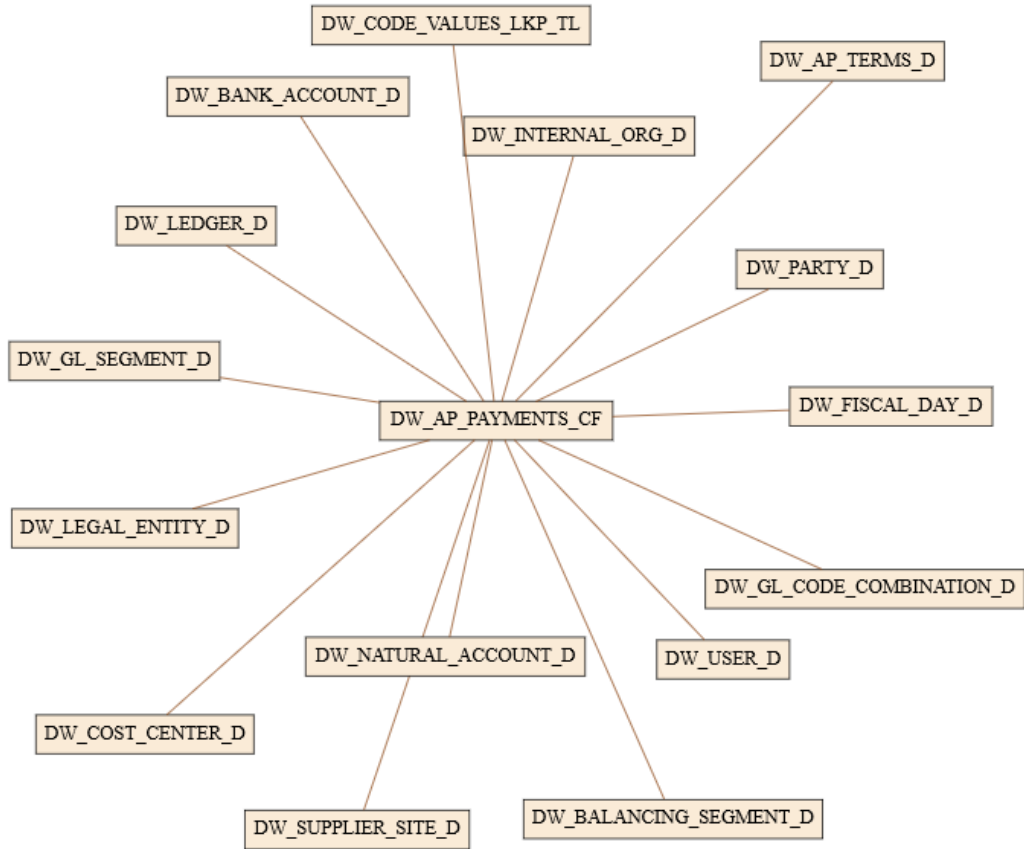 DW_CODE_VALUES_LKP_TL
DW_AP_TERMS_D
DW_BANK_ACCOUNT_D
DW_INTERNAL_ORG_D
DW_LEDGER_D
DW_PARTY_D
DW_GL_SEGMENT_D
DW_FISCAL_DAY_D
DW_AP_PAYMENTS_CF
DW_LEGAL_ENTITY_D
DW_GL_CODE_COMBINATION_D
DW_NATURAL_ACCOUNT_D
DW_USER_D
DW_COST_CENTER_D
DW_BALANCING_SEGMENT_D
DW_SUPPLIER_SITE_D